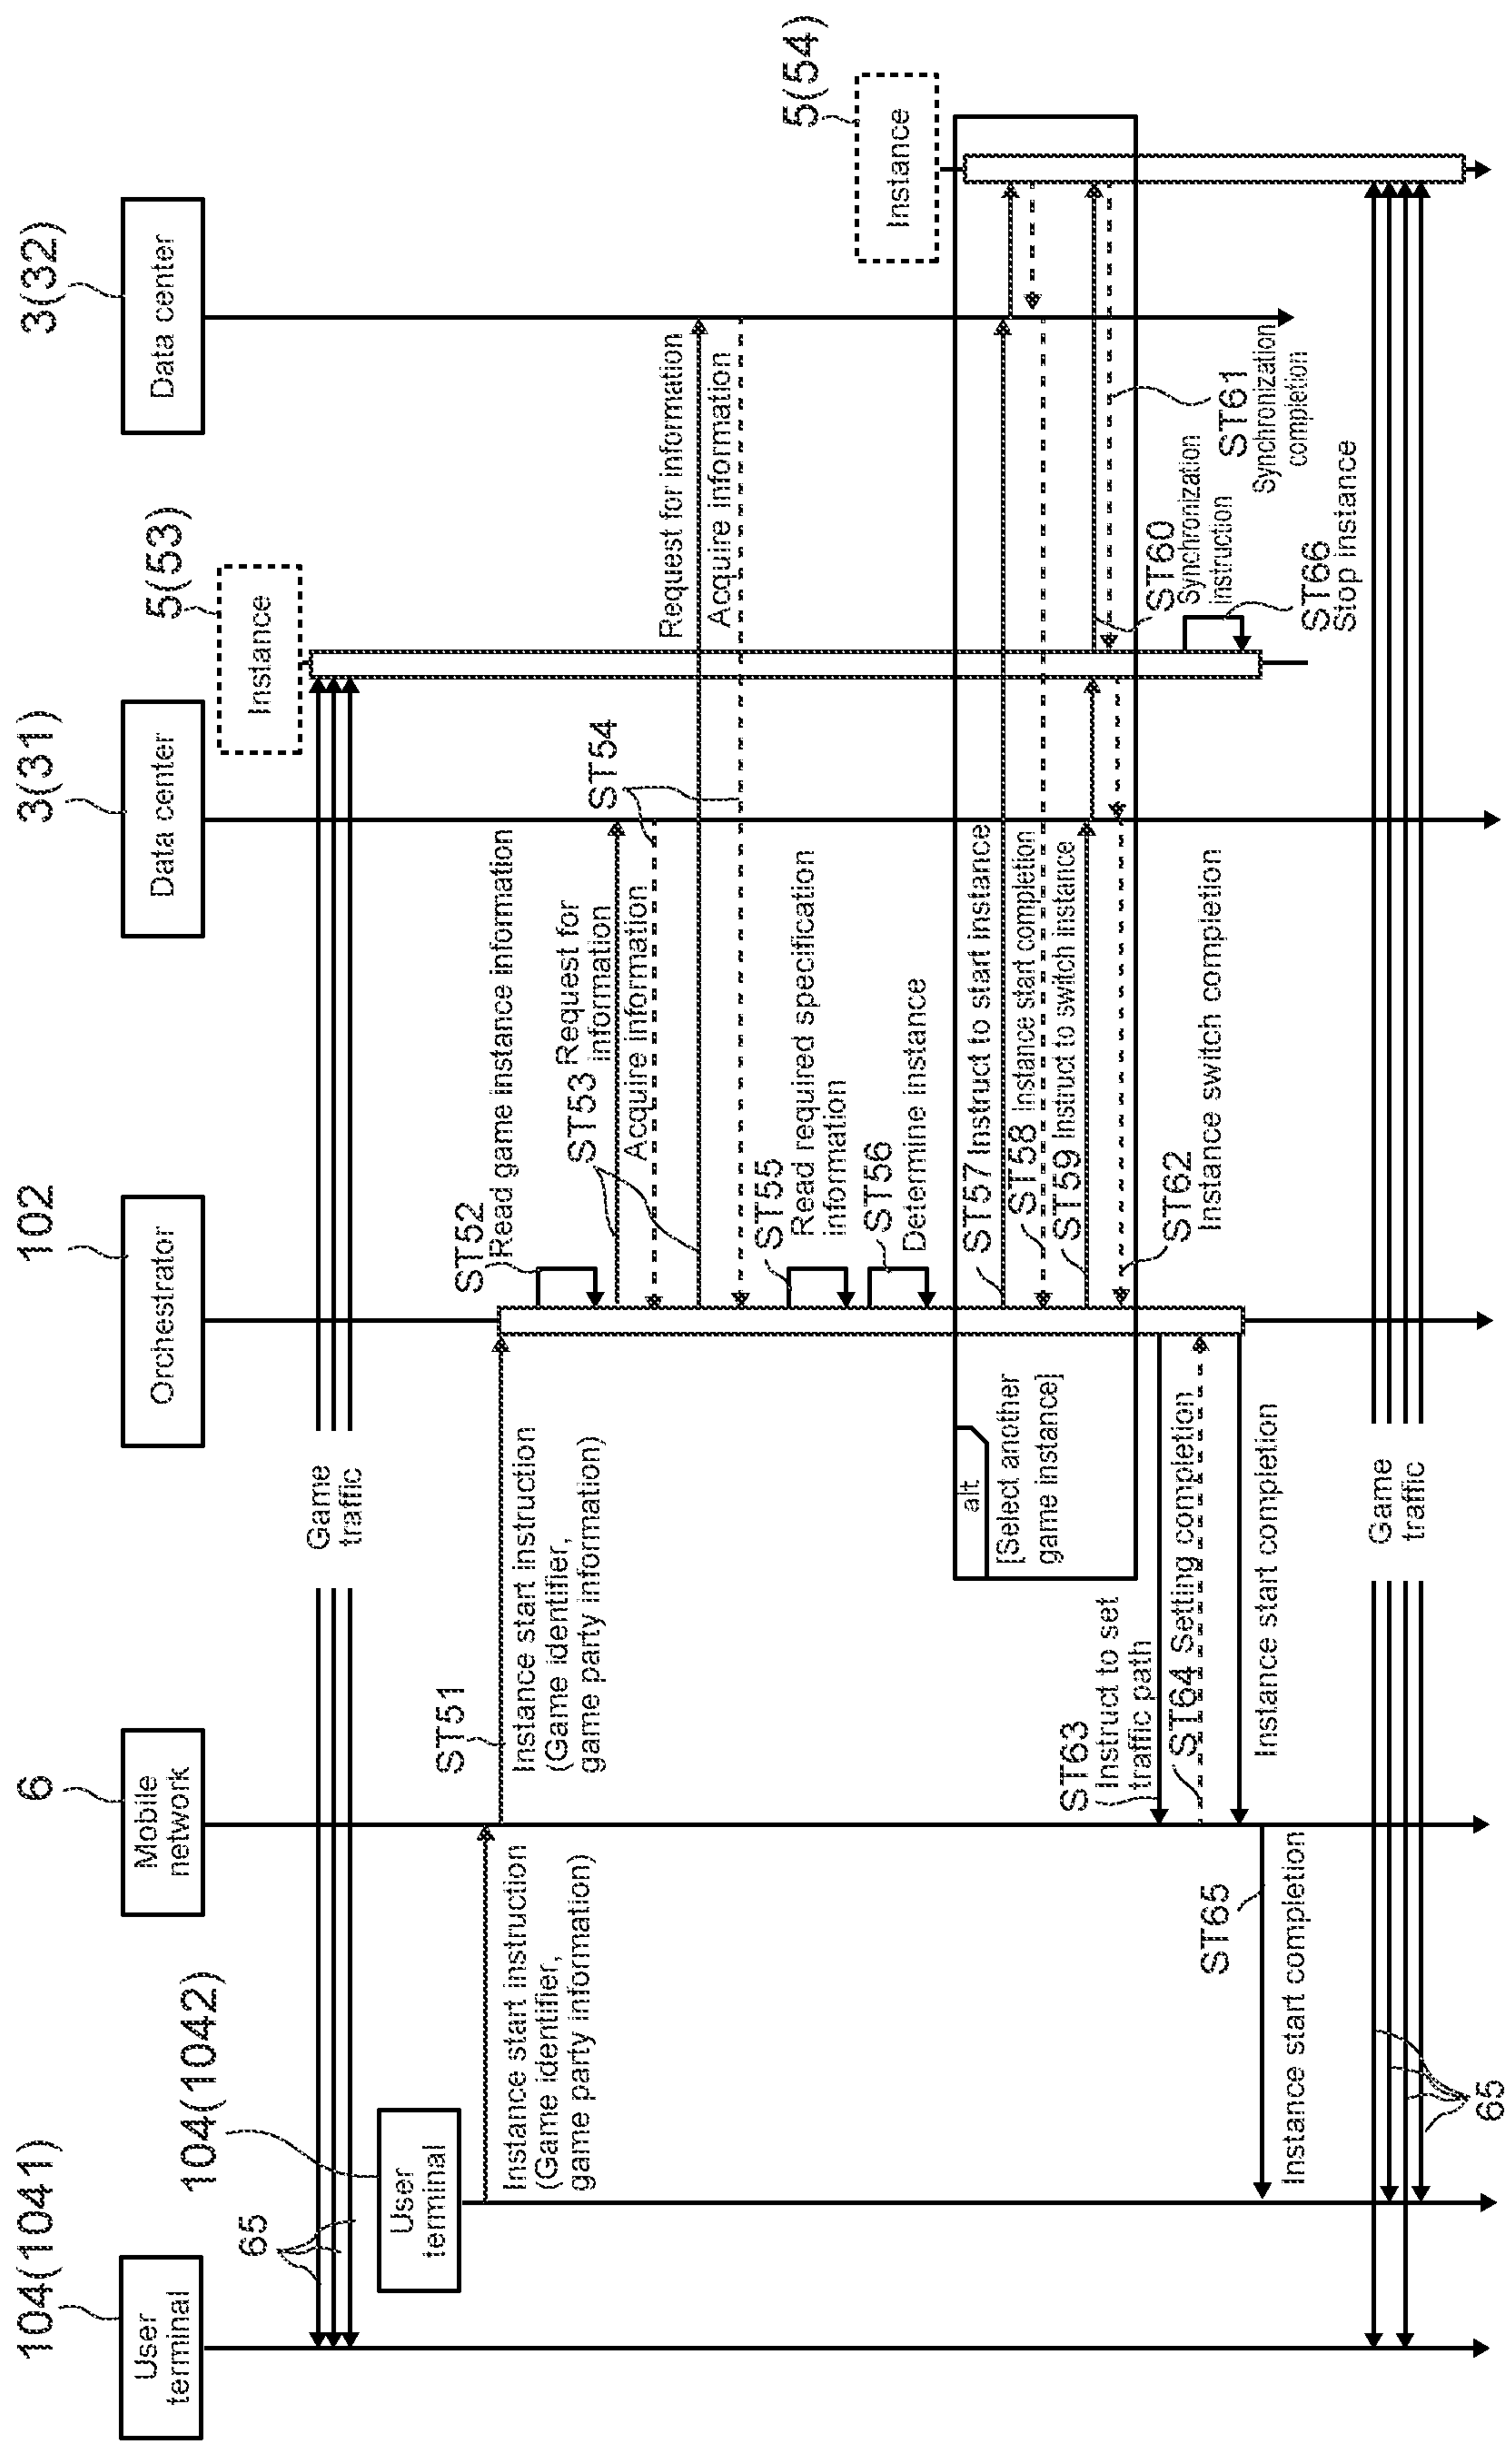 104(1041)
User
terminal
104(1042)
User
terminal
6
Mobile
network
102
Orchestrator
3(31)
Data center
5(53)
Instance
3(32)
Data center
5(54)
Instance
65
Game
traffic
Instance start instruction
(Game identifier,
game party information)
ST51
Instance start instruction
(Game identifier,
game party information)
ST52
Read game instance information
ST53
Request for
information
Acquire information
ST54
Request for information
Acquire information
ST55
Read required specification
information
ST56
Determine instance
alt
[Select another
game instance]
ST57 Instruct to start instance
ST58 Instance start completion
ST59 Instruct to switch instance
ST60
Synchronization
instruction
ST61
Synchronization
completion
ST62
Instance switch completion
ST63
Instruct to set
traffic path
ST64 Setting completion
Instance start completion
ST65
Instance start completion
ST66
Stop instance
Game
traffic
65